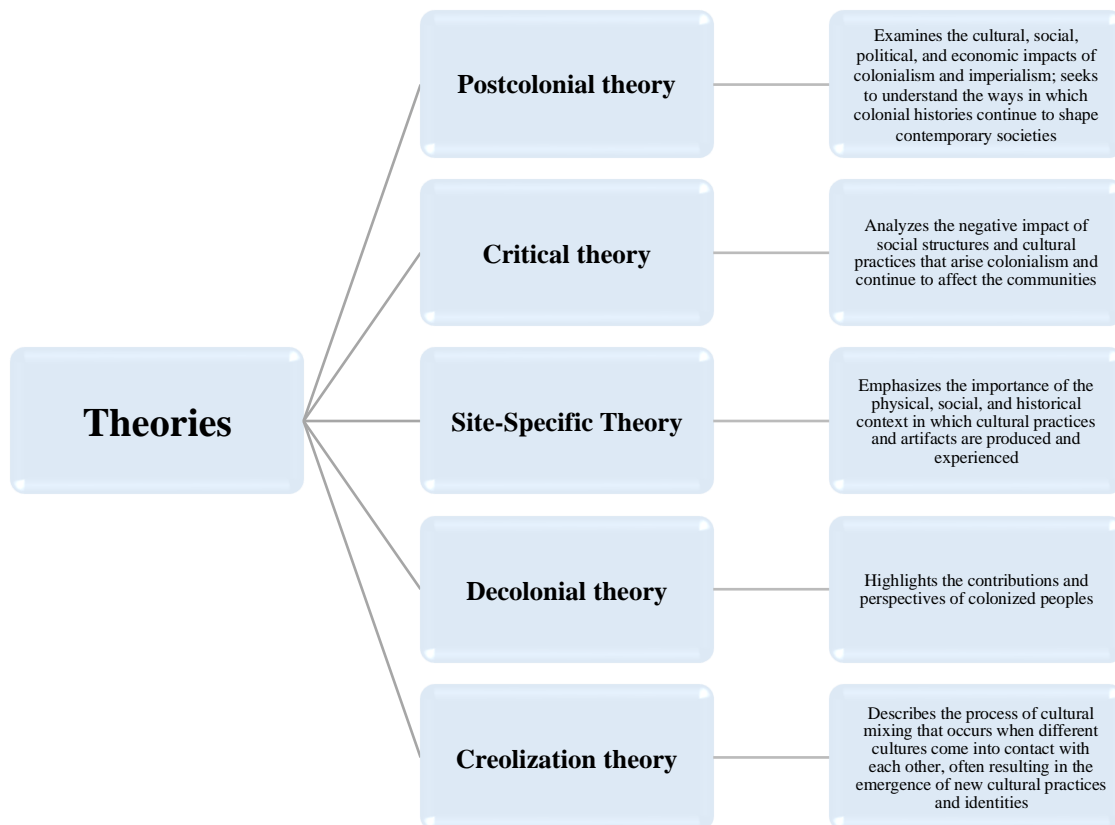 Theories
Postcolonial theory
Examines the cultural, social,
political, and economic impacts of
colonialism and imperialism; seeks
to understand the ways in which
colonial histories continue to shape
contemporary societies
Critical theory
Analyzes the negative impact of
social structures and cultural
practices that arise colonialism and
continue to affect the communities
Site-Specific Theory
Emphasizes the importance of the
physical, social, and historical
context in which cultural practices
and artifacts are produced and
experienced
Decolonial theory
Highlights the contributions and
perspectives of colonized peoples
Creolization theory
Describes the process of cultural
mixing that occurs when different
cultures come into contact with
each other, often resulting in the
emergence of new cultural practices
and identities